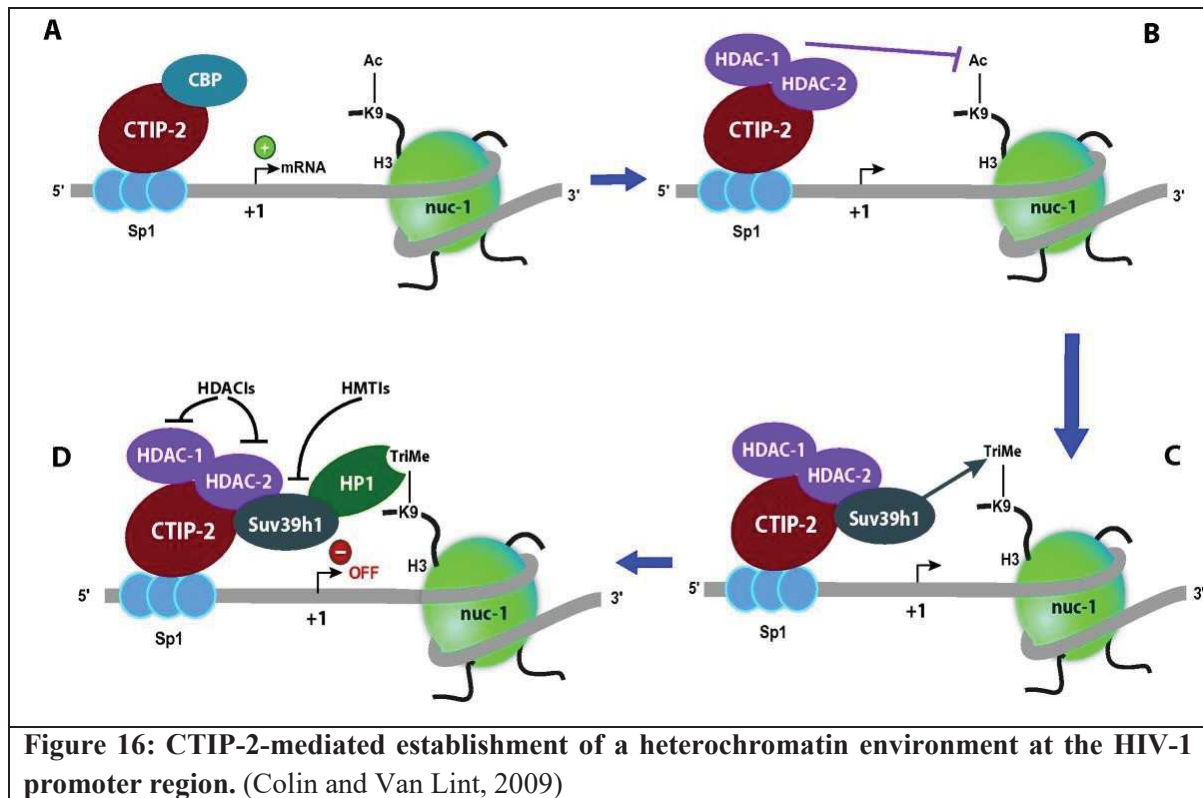 A
CBP
CTIP-2
Ac
K9
H3
+
mRNA
5'
+1
3'
Sp1
nuc-1
B
HDAC-1
HDAC-2
CTIP-2
Ac
K9
H3
5'
+1
3'
Sp1
nuc-1
D
HDACIs
HMTIs
HDAC-1
HDAC-2
CTIP-2
Suv39h1
HP1
TriMe
K9
H3
OFF
5'
+1
3'
Sp1
nuc-1
C
HDAC-1
HDAC-2
CTIP-2
Suv39h1
TriMe
K9
H3
5'
+1
3'
Sp1
nuc-1
Figure 16: CTIP-2-mediated establishment of a heterochromatin environment at the HIV-1
promoter region. (Colin and Van Lint, 2009)